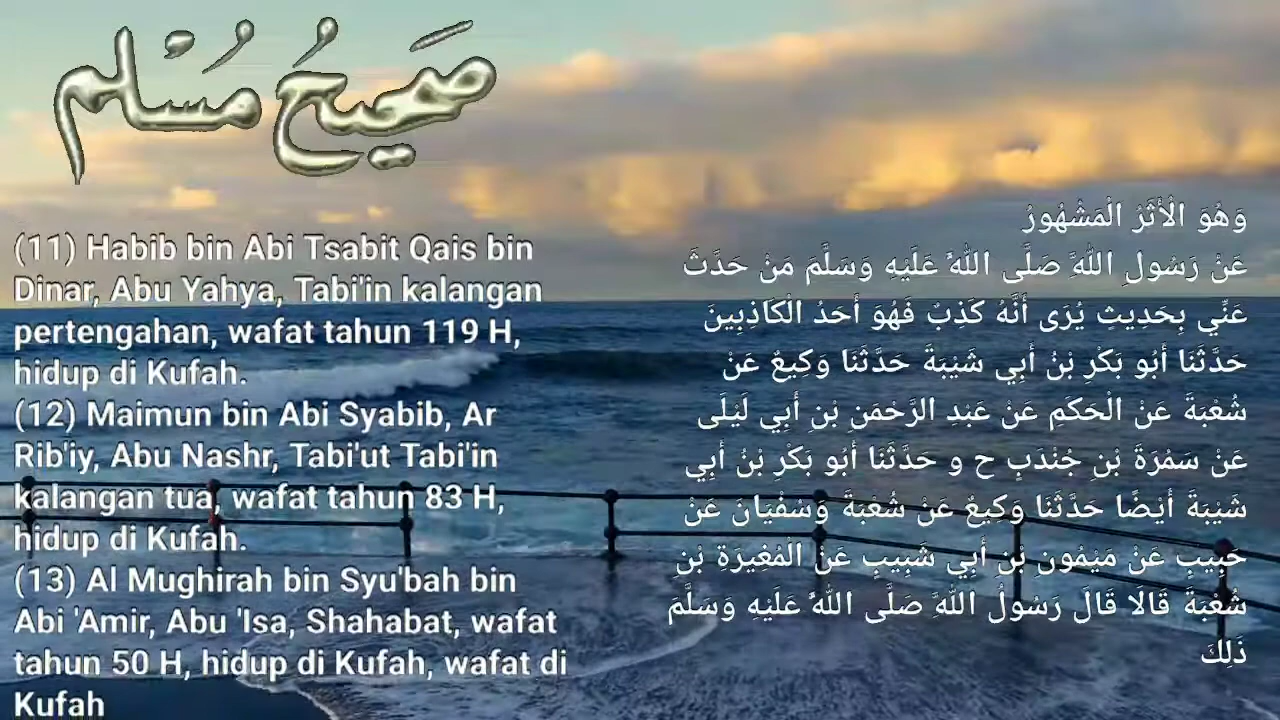 صَحِيحُ مُسْلِم
(11) Habib bin Abi Tsabit Qais bin
Dinar, Abu Yahya, Tabi'in kalangan
pertengahan, wafat tahun 119 H,
hidup di Kufah.
(12) Maimun bin Abi Syabib, Ar
Rib'iy, Abu Nashr, Tabi'ut Tabi'in
kalangan tua, wafat tahun 83 H,
hidup di Kufah.
(13) Al Mughirah bin Syu'bah bin
Abi 'Amir, Abu 'Isa, Shahabat, wafat
tahun 50 H, hidup di Kufah, wafat di
Kufah
وَهُوَ الْأَثَرُ الْمَشْهُورُ
عَنْ رَسُولِ اللَّهِ صَلَّى اللَّهُ عَلَيْهِ وَسَلَّمَ مَنْ حَدَّثَ
عَنِّي بِحَدِيثٍ يُرَى أَنَّهُ كَذِبٌ فَهُوَ أَحَدُ الْكَاذِبِينَ
حَدَّثَنَا أَبُو بَكْرِ بْنُ أَبِي شَيْبَةَ حَدَّثَنَا وَكِيعٌ عَنْ
شُعْبَةَ عَنْ الْحَكَمِ عَنْ عَبْدِ الرَّحْمَنِ بْنِ أَبِي لَيْلَى
عَنْ سَمُرَةَ بْنِ جُنْدَبٍ ح و حَدَّثَنَا أَبُو بَكْرِ بْنُ أَبِي
شَيْبَةَ أَيْضًا حَدَّثَنَا وَكِيعٌ عَنْ شُعْبَةَ وَسُفْيَانَ عَنْ
حَبِيبٍ عَنْ مَيْمُونِ بْنِ أَبِي شَبِيبٍ عَنْ الْمُغِيرَةِ بْنِ
شُعْبَةَ قَالَا قَالَ رَسُولُ اللَّهِ صَلَّى اللَّهُ عَلَيْهِ وَسَلَّمَ
ذَلِكَ